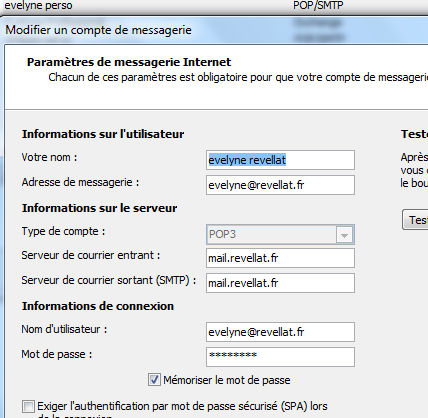 evelyne perso POP/SMTP
Modifier un compte de messagerie
Paramètres de messagerie Internet
Chacun de ces paramètres est obligatoire pour que votre compte de messagerie
Informations sur l'utilisateur
Teste
Votre nom : evelyne revellat
Après
vous
Adresse de messagerie : evelyne@revellat.fr
le bou
Informations sur le serveur
Type de compte : POP3
Test
Serveur de courrier entrant : mail.revellat.fr
Serveur de courrier sortant (SMTP) : mail.revellat.fr
Informations de connexion
Nom d'utilisateur : evelyne@revellat.fr
Mot de passe : ********
Mémoriser le mot de passe
Exiger l'authentification par mot de passe sécurisé (SPA) lors